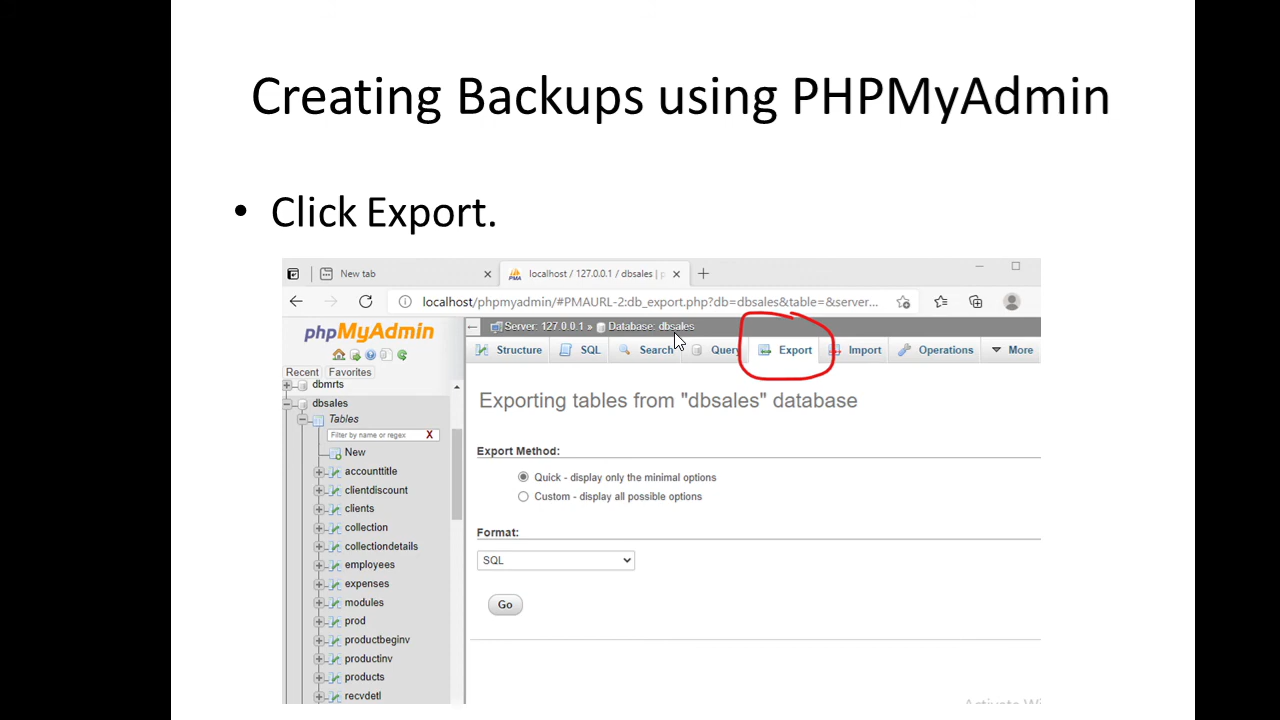 Creating Backups using PHPMyAdmin
• Click Export.
New tab
localhost / 127.0.0.1 / dbsales | p
localhost/phpmyadmin/#PMAURL-2:db_export.php?db=dbsales&table=&server...
phpMyAdmin
Server: 127.0.0.1 » Database: dbsales
Structure SQL Search Query Export Import Operations More
Recent Favorites
dbmrts
dbsales
Tables
Filter by name or regex X
New
accounttitle
clientdiscount
clients
collection
collectiondetails
employees
expenses
modules
prod
productbeginv
productinv
products
recvdetl
Exporting tables from "dbsales" database
Export Method:
Quick - display only the minimal options
Custom - display all possible options
Format:
SQL
Go